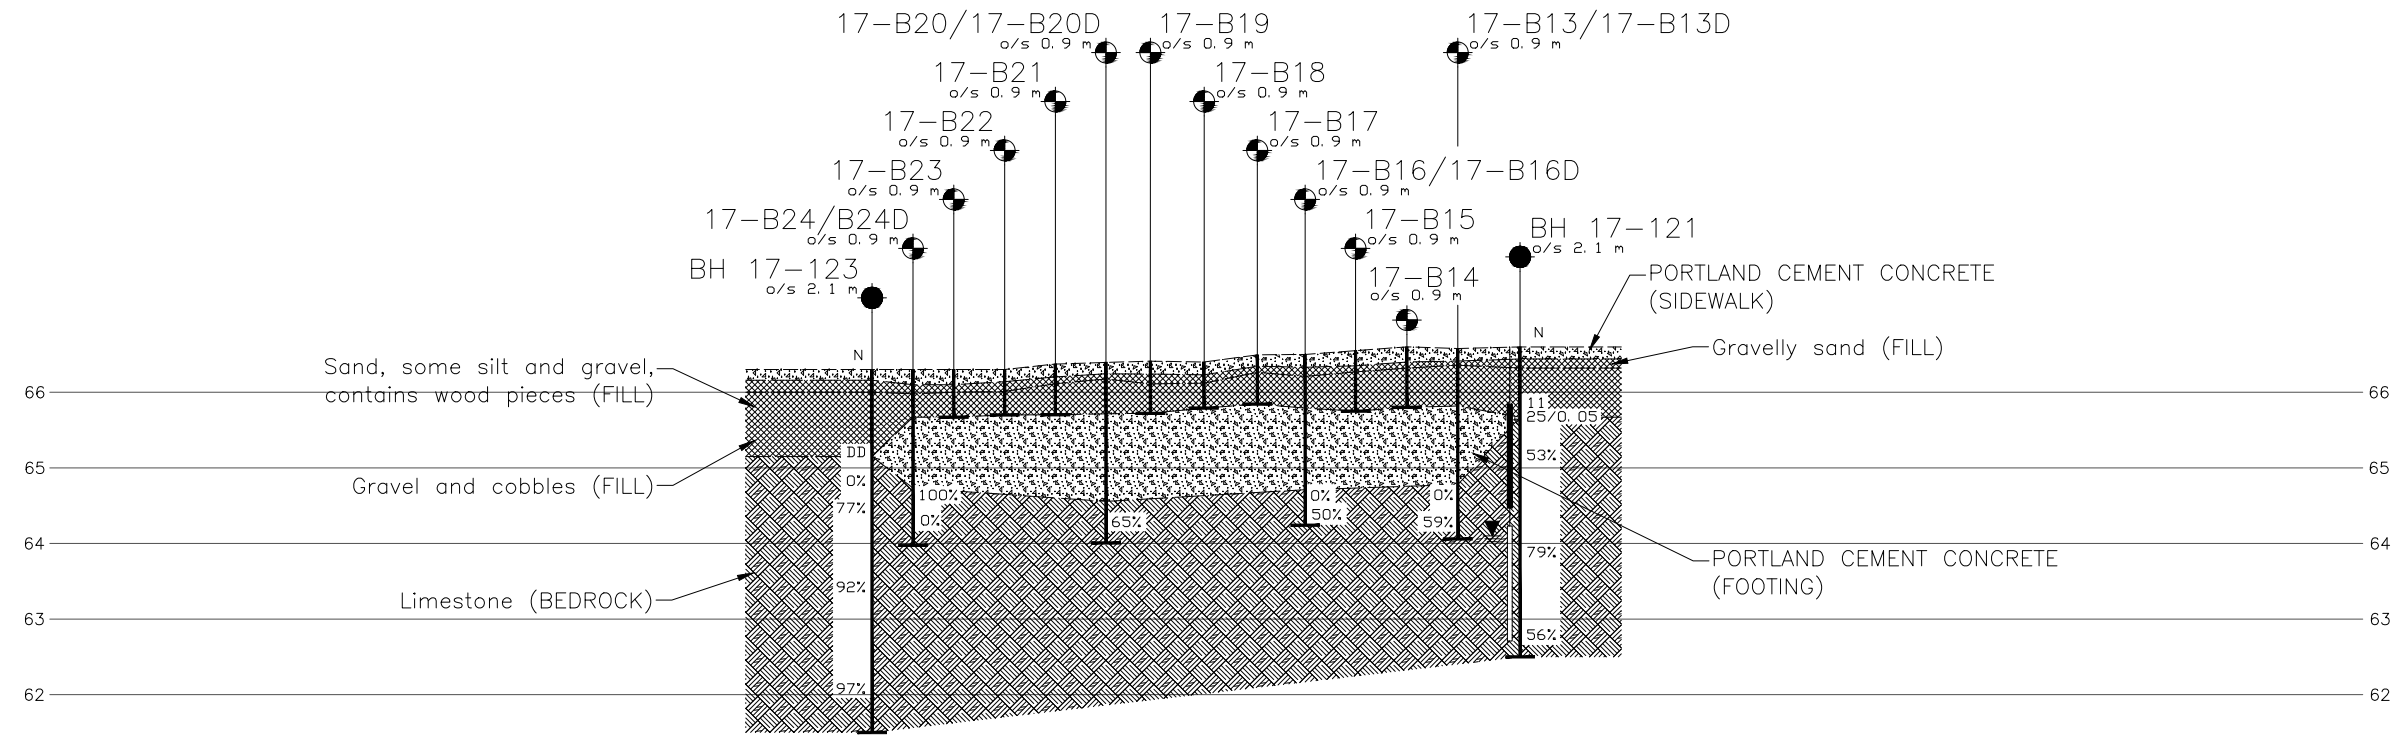 17-B20/17-B20D
o/s 0.9 m
17-B19
o/s 0.9 m
17-B13/17-B13D
o/s 0.9 m
17-B21
o/s 0.9 m
17-B18
o/s 0.9 m
17-B22
o/s 0.9 m
17-B17
o/s 0.9 m
17-B23
o/s 0.9 m
17-B16/17-B16D
o/s 0.9 m
17-B24/B24D
o/s 0.9 m
17-B15
o/s 0.9 m
BH 17-121
o/s 2.1 m
BH 17-123
o/s 2.1 m
17-B14
o/s 0.9 m
PORTLAND CEMENT CONCRETE
(SIDEWALK)
N
N
Gravelly sand (FILL)
Sand, some silt and gravel,
contains wood pieces (FILL)
66
66
11
25/0.05
DD
53%
65
65
0%
Gravel and cobbles (FILL)
77%
100%
0%
0%
0%
65%
50%
59%
64
64
79%
PORTLAND CEMENT CONCRETE
(FOOTING)
92%
Limestone (BEDROCK)
63
63
56%
97%
62
62